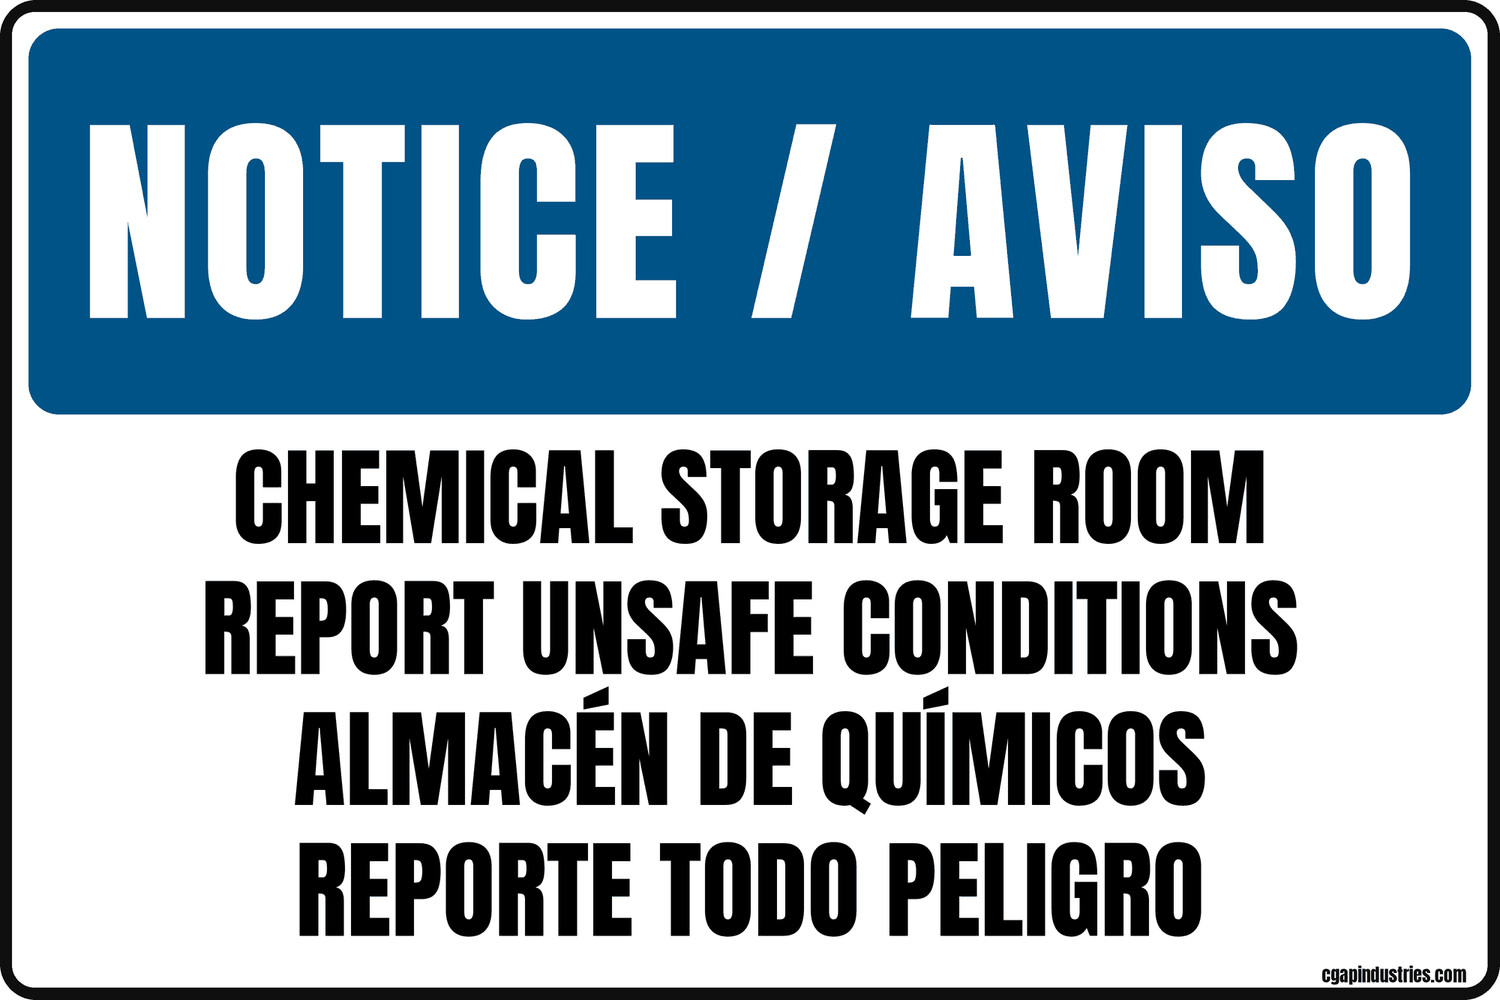 NOTICE / AVISO
CHEMICAL STORAGE ROOM
REPORT UNSAFE CONDITIONS
ALMACÉN DE QUÍMICOS
REPORTE TODO PELIGRO
cgapindustries.com